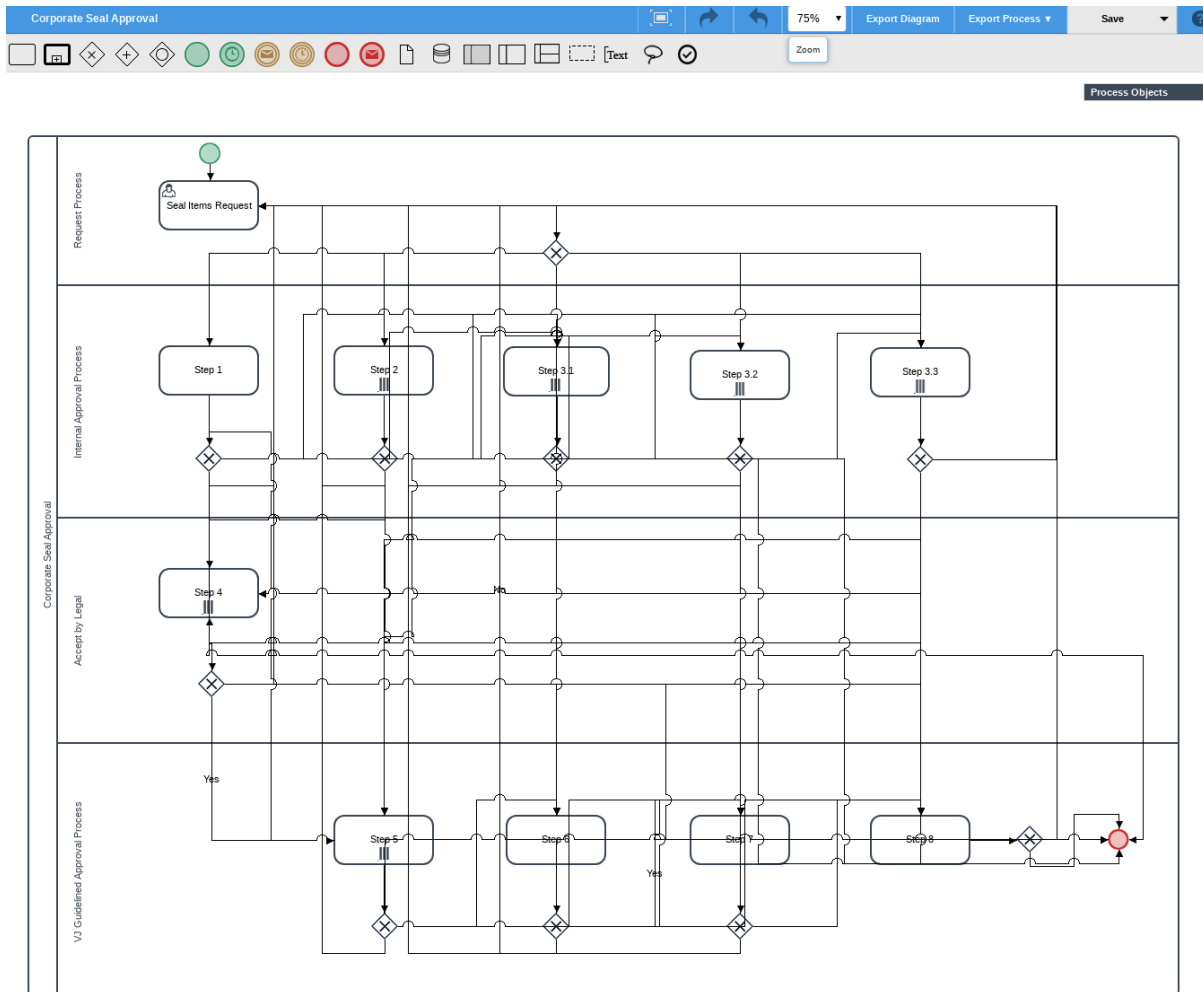 Corporate Seal Approval
75%
Export Diagram
Export Process ▾
Save
?
Text
Zoom
Process Objects
Corporate Seal Approval
Request Process
Seal Items Request
Internal Approval Process
Step 1
Step 2
Step 3.1
Step 3.2
Step 3.3
Accept by Legal
No
Step 4
VJ Guidelined Approval Process
Yes
Step 5
Step 6
Step 7
Step 8
Yes